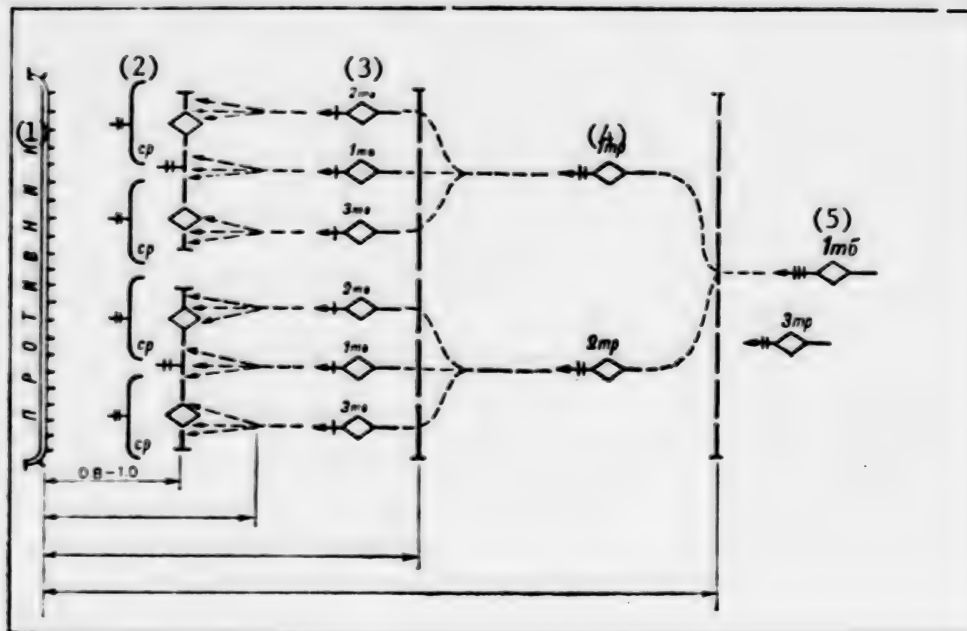 (1)
ПРОТИВНИК
(2)
ср
ср
ср
ср
(3)
2тв
1тв
3тв
2тв
1тв
3тв
(4)
1тр
2тр
(5)
1тб
3тр
0.8-1.0